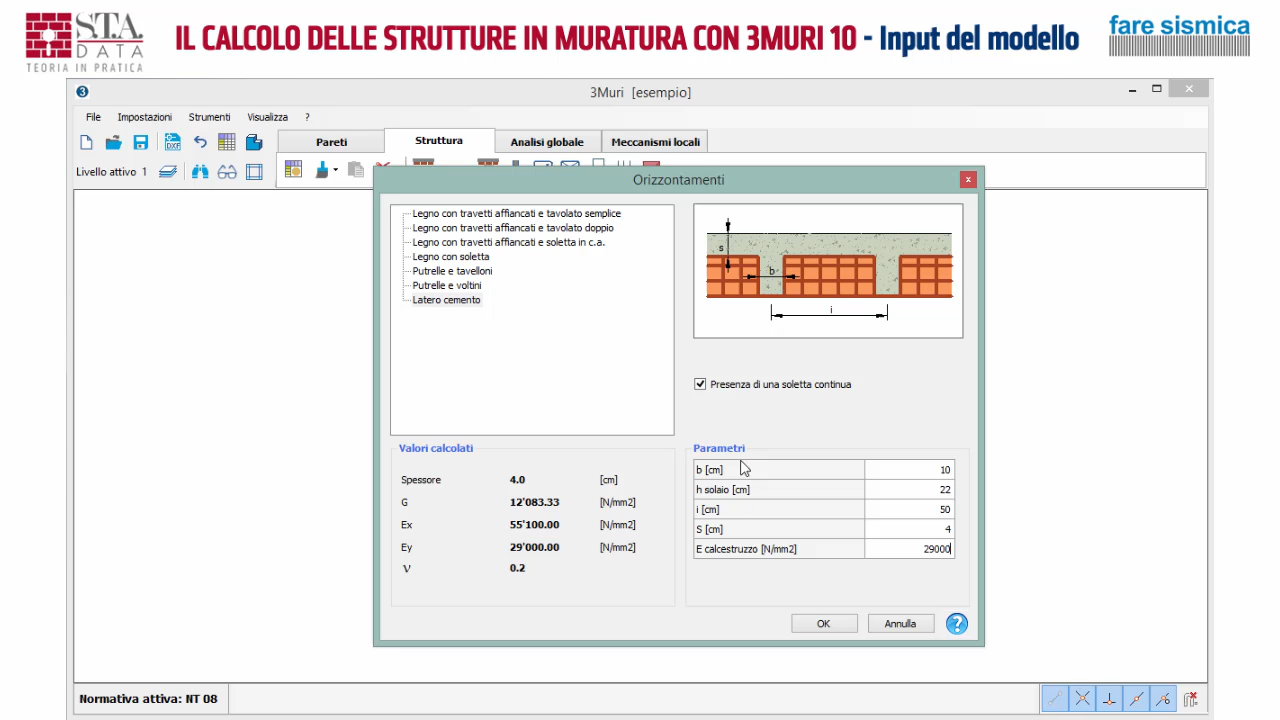 S.T.A.
DATA
TEORIA IN PRATICA
IL CALCOLO DELLE STRUTTURE IN MURATURA CON 3MURI 10 - Input del modello
fare sismica
3
3Muri [esempio]
File Impostazioni Strumenti Visualizza ?
DXF
Pareti Struttura Analisi globale Meccanismi locali
Livello attivo 1
Orizzontamenti
x
Legno con travetti affiancati e tavolato semplice
Legno con travetti affiancati e tavolato doppio
Legno con travetti affiancati e soletta in c.a.
Legno con soletta
Putrelle e tavelloni
Putrelle e voltini
Latero cemento
s
b
i
Presenza di una soletta continua
Valori calcolati
Spessore 4.0 [cm]
G 12'083.33 [N/mm2]
Ex 55'100.00 [N/mm2]
Ey 29'000.00 [N/mm2]
ν 0.2
Parametri
b [cm] 10
h solaio [cm] 22
i [cm] 50
S [cm] 4
E calcestruzzo [N/mm2] 29000
OK Annulla ?
Normativa attiva: NT 08